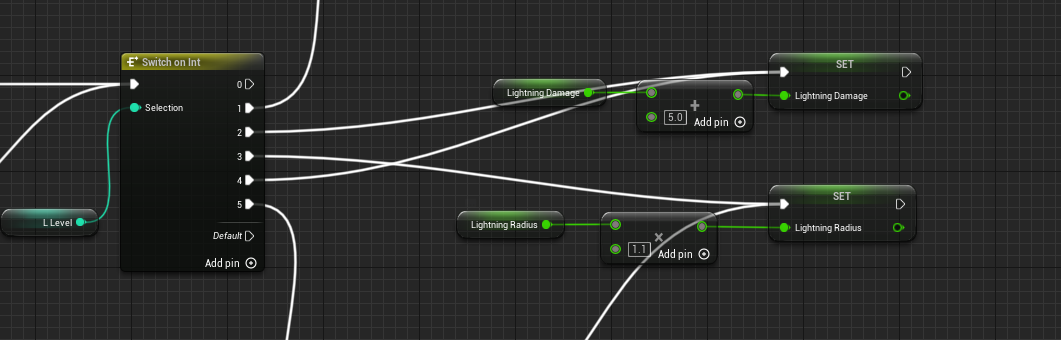 Switch on Int
0
Selection
1
2
3
4
5
Default
Add pin
L Level
Lightning Damage
+
5.0
Add pin
SET
Lightning Damage
Lightning Radius
×
1.1
Add pin
SET
Lightning Radius